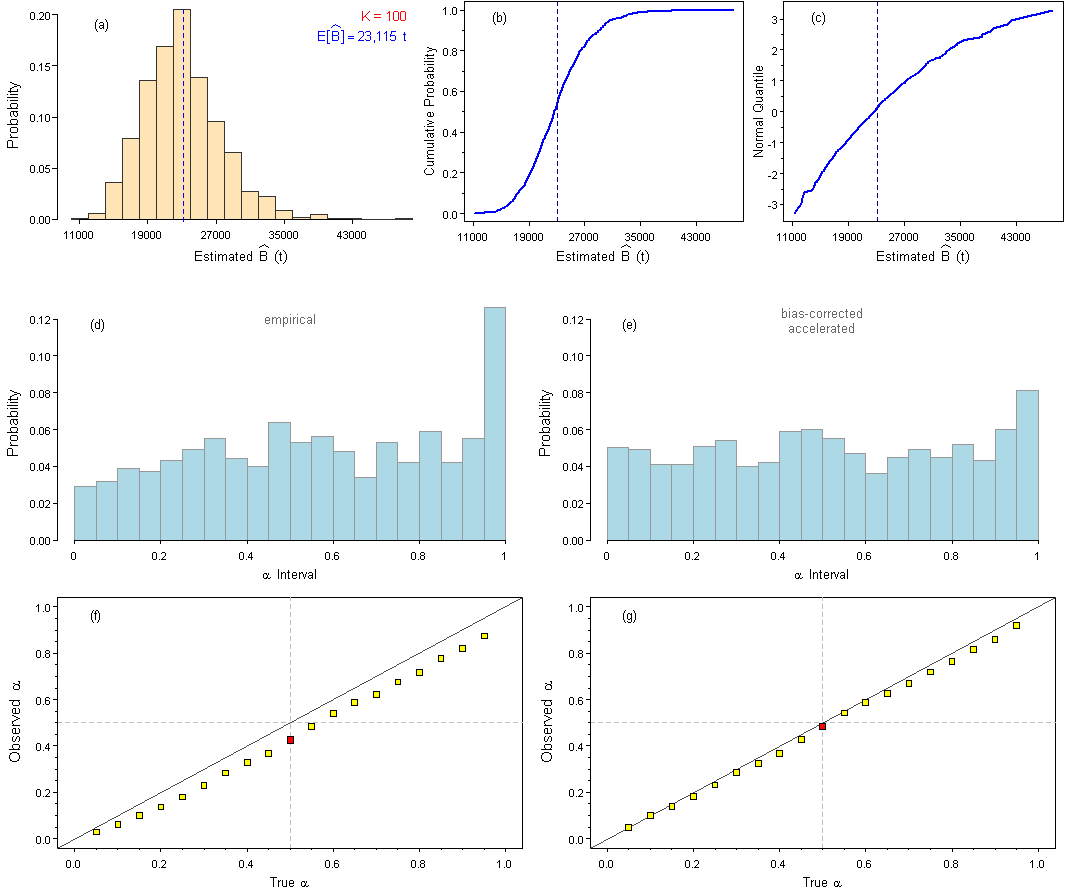 (a)
K = 100
E[B̂] = 23,115 t
0.20
0.15
0.10
0.05
0.00
Probability
11000 19000 27000 35000 43000
Estimated B̂ (t)
(b)
1.0
0.8
0.6
0.4
0.2
0.0
Cumulative Probability
11000 19000 27000 35000 43000
Estimated B̂ (t)
(c)
3
2
1
0
-1
-2
-3
Normal Quantile
11000 19000 27000 35000 43000
Estimated B̂ (t)
(d)
empirical
0.12
0.10
0.08
0.06
0.04
0.02
0.00
Probability
0 0.2 0.4 0.6 0.8 1
α Interval
(e)
bias-corrected
accelerated
0.12
0.10
0.08
0.06
0.04
0.02
0.00
Probability
0 0.2 0.4 0.6 0.8 1
α Interval
(f)
1.0
0.8
0.6
0.4
0.2
0.0
Observed α
0.0 0.2 0.4 0.6 0.8 1.0
True α
(g)
1.0
0.8
0.6
0.4
0.2
0.0
Observed α
0.0 0.2 0.4 0.6 0.8 1.0
True α